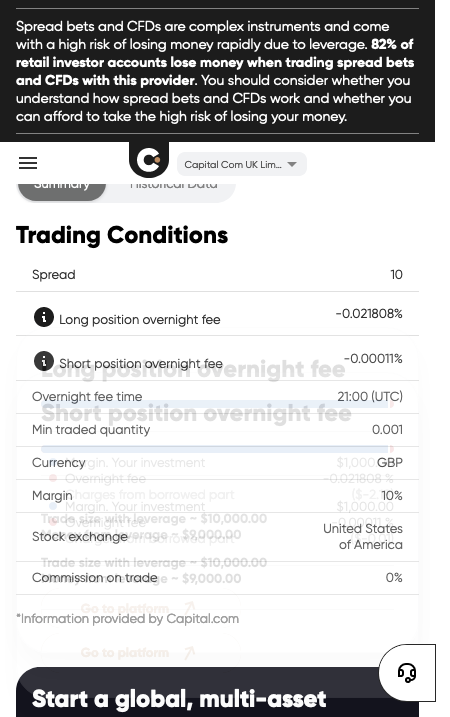 Spread bets and CFDs are complex instruments and come
with a high risk of losing money rapidly due to leverage. 82% of
retail investor accounts lose money when trading spread bets
and CFDs with this provider. You should consider whether you
understand how spread bets and CFDs work and whether you
can afford to take the high risk of losing your money.
Capital Com UK Lim...
Summary Historical Data
Trading Conditions
Spread 10
Long position overnight fee -0.021808%
Short position overnight fee -0.00011%
Long position overnight fee
Overnight fee time 21:00 (UTC)
Short position overnight fee
Min traded quantity 0.001
Currency GBP
Margin. Your investment $1,000.00
Overnight fee -0.021808 %
Margin 10%
Charges from borrowed part
Margin. Your investment $1,000.00
Trade size with leverage ~ $10,000.00
Overnight fee
Stock exchange United States
of America
Money from leverage ~ $9,000.00
Trade size with leverage ~ $10,000.00
Commission on trade 0%
Money from leverage ~ $9,000.00
Go to platform
*Information provided by Capital.com
Go to platform
Start a global, multi-asset